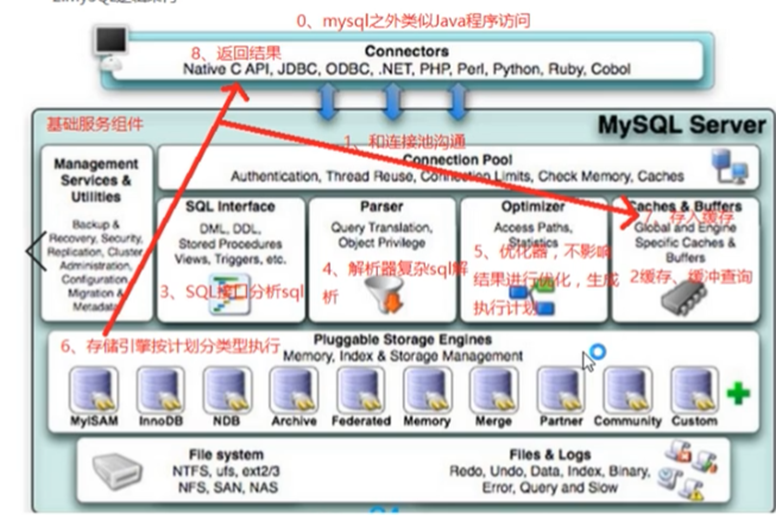 0、mysql之外类似Java程序访问
8、返回结果
Connectors
Native C API, JDBC, ODBC, .NET, PHP, Perl, Python, Ruby, Cobol
基础服务组件
MySQL Server
1、和连接池沟通
Connection Pool
Authentication, Thread Reuse, Connection Limits, Check Memory, Caches
Management
Services &
Utilities
Backup &
Recovery, Security,
Replication, Cluster
Administration,
Configuration,
Migration &
Metadata
SQL Interface
DML, DDL,
Stored Procedures
Views, Triggers, etc.
3、SQL接口分析sql
Parser
Query Translation,
Object Privilege
4、解析器复杂sql解
析
Optimizer
Access Paths,
Statistics
5、优化器，不影响
结果进行优化，生成
执行计划
Caches & Buffers
7、存入缓存
Global and Engine
Specific Caches &
Buffers
2缓存、缓冲查询
6、存储引擎按计划分类型执行
Pluggable Storage Engines
Memory, Index & Storage Management
MyISAM InnoDB NDB Archive Federated Memory Merge Partner Community Custom
File system
NTFS, ufs, ext2/3
NFS, SAN, NAS
Files & Logs
Redo, Undo, Data, Index, Binary,
Error, Query and Slow